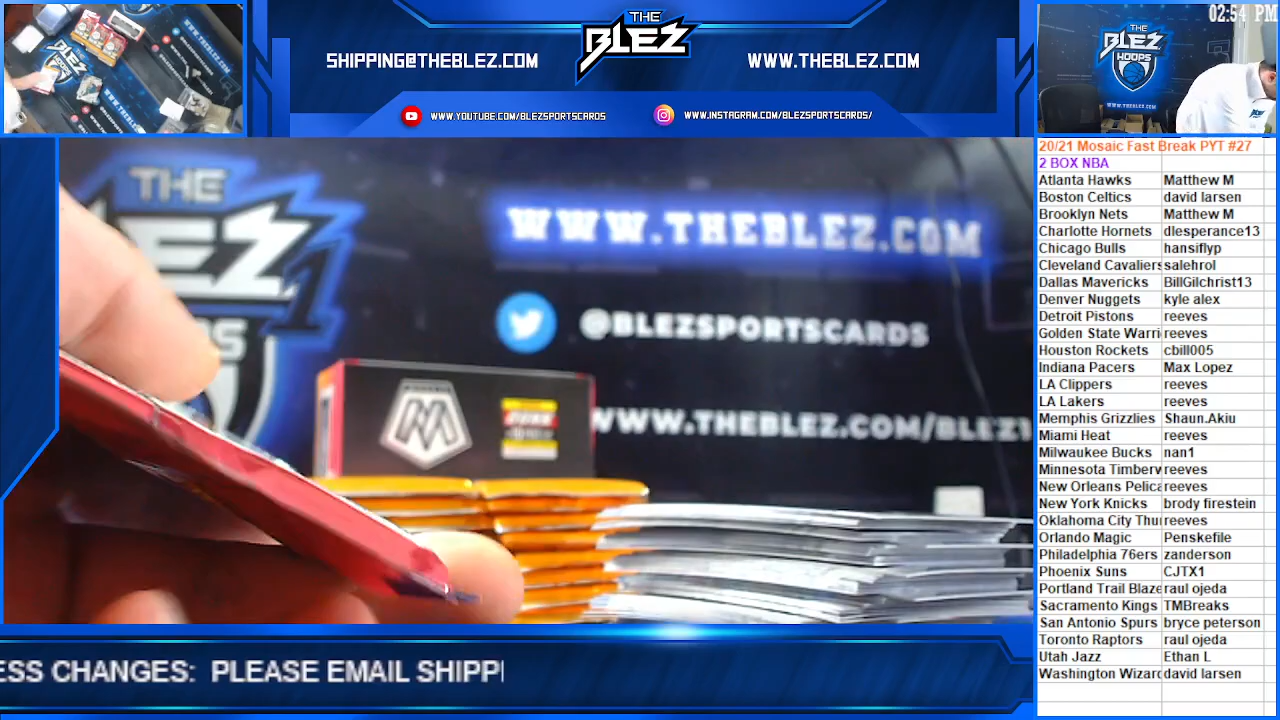 02:54 PM
THE
BLEZ
SHIPPING@THEBLEZ.COM
WWW.THEBLEZ.COM
WWW.YOUTUBE.COM/BLEZSPORTSCARDS
WWW.INSTAGRAM.COM/BLEZSPORTSCARDS/
THE
BLEZ
HOOPS
WWW.THEBLEZ.COM
20/21 Mosaic Fast Break PYT #27
2 BOX NBA
Atlanta Hawks Matthew M
Boston Celtics david larsen
Brooklyn Nets Matthew M
Charlotte Hornets dlesperance13
Chicago Bulls hansiflyp
Cleveland Cavaliers salehrol
Dallas Mavericks BillGilchrist13
Denver Nuggets kyle alex
Detroit Pistons reeves
Golden State Warri reeves
Houston Rockets cbill005
Indiana Pacers Max Lopez
LA Clippers reeves
LA Lakers reeves
Memphis Grizzlies Shaun.Akiu
Miami Heat reeves
Milwaukee Bucks nan1
Minnesota Timberw reeves
New Orleans Pelica reeves
New York Knicks brody firestein
Oklahoma City Thu reeves
Orlando Magic Penskefile
Philadelphia 76ers zanderson
Phoenix Suns CJTX1
Portland Trail Blaze raul ojeda
Sacramento Kings TMBreaks
San Antonio Spurs bryce peterson
Toronto Raptors raul ojeda
Utah Jazz Ethan L
Washington Wizard david larsen
THE
WWW.THEBLEZ.COM
@BLEZSPORTSCARDS
WWW.THEBLEZ.COM/BLEZ1
ESS CHANGES: PLEASE EMAIL SHIPPI